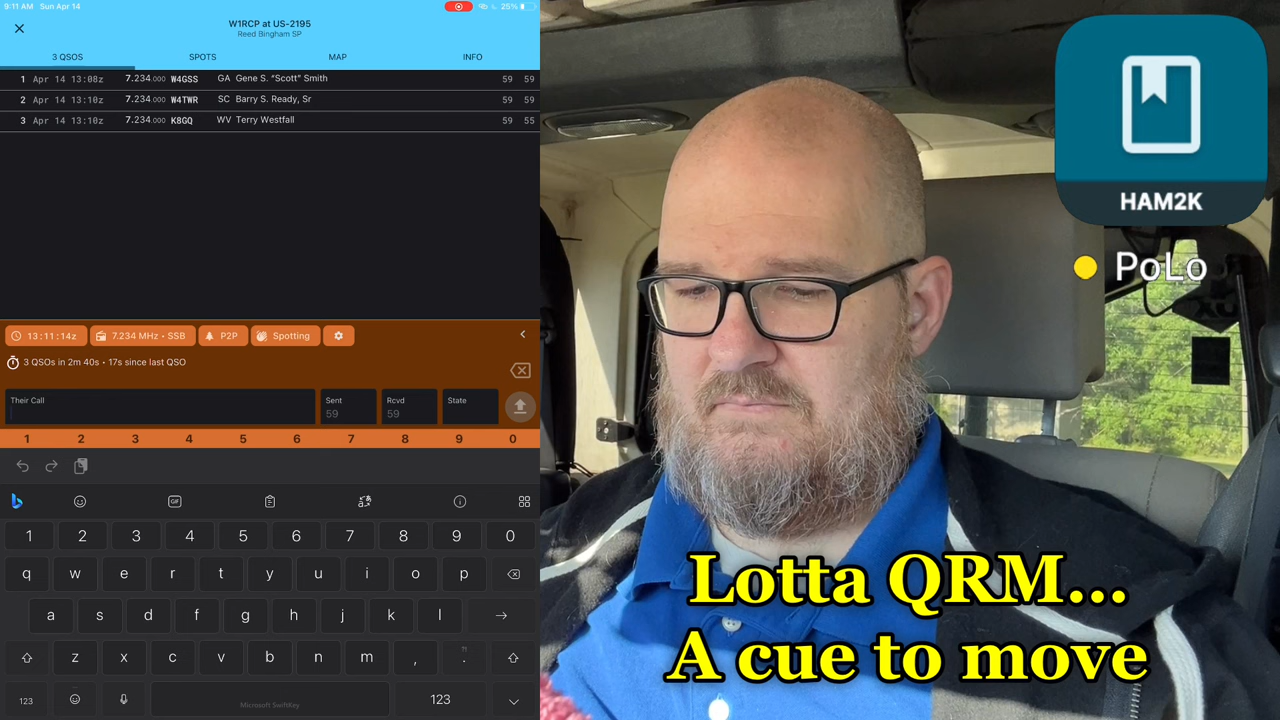 9:11 AM Sun Apr 14
25%
W1RCP at US-2195
Reed Bingham SP
3 QSOS SPOTS MAP INFO
1 Apr 14 13:08z 7.234.000 W4GSS GA Gene S. "Scott" Smith 59 59
2 Apr 14 13:10z 7.234.000 W4TWR SC Barry S. Ready, Sr 59 59
3 Apr 14 13:10z 7.234.000 K8GQ WV Terry Westfall 59 55
13:11:14z 7.234 MHz • SSB P2P Spotting
3 QSOs in 2m 40s • 17s since last QSO
Their Call Sent Rcvd State
59 59
1 2 3 4 5 6 7 8 9 0
GIF
1 2 3 4 5 6 7 8 9 0
q w e r t y u i o p
a s d f g h j k l
z x c v b n m , .
123 Microsoft SwiftKey 123
HAM2K
PoLo
Lotta QRM...
A cue to move